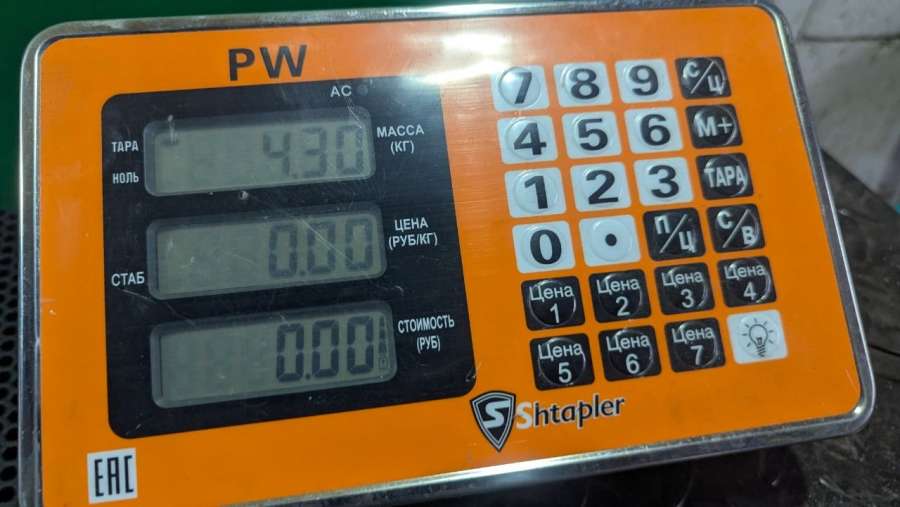 PW
AC
ТАРА
НОЛЬ
4.30
МАССА
(КГ)
0.00
ЦЕНА
(РУБ/КГ)
СТАБ
0.00
СТОИМОСТЬ
(РУБ)
7 8 9 С/Ц
4 5 6 М+
1 2 3 ТАРА
0 • П/Ц С/В
Цена 1
Цена 2
Цена 3
Цена 4
Цена 5
Цена 6
Цена 7
S Shtapler
EAC